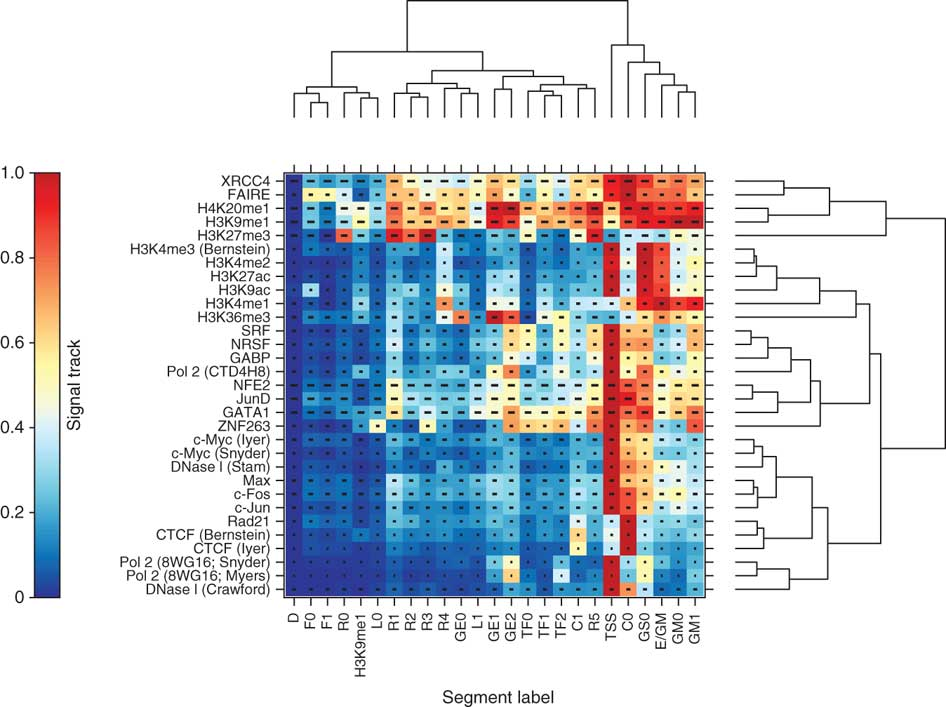 1.0
0.8
0.6
0.4
0.2
0
Signal track
XRCC4
FAIRE
H4K20me1
H3K9me1
H3K27me3
H3K4me3 (Bernstein)
H3K4me2
H3K27ac
H3K9ac
H3K4me1
H3K36me3
SRF
NRSF
GABP
Pol 2 (CTD4H8)
NFE2
JunD
GATA1
ZNF263
c-Myc (Iyer)
c-Myc (Snyder)
DNase I (Stam)
Max
c-Fos
c-Jun
Rad21
CTCF (Bernstein)
CTCF (Iyer)
Pol 2 (8WG16; Snyder)
Pol 2 (8WG16; Myers)
DNase I (Crawford)
D
F0
F1
R0
H3K9me1
L0
R1
R2
R3
R4
GE0
L1
GE1
GE2
TF0
TF1
TF2
C1
R5
TSS
C0
GS0
E/GM
GM0
GM1
Segment label